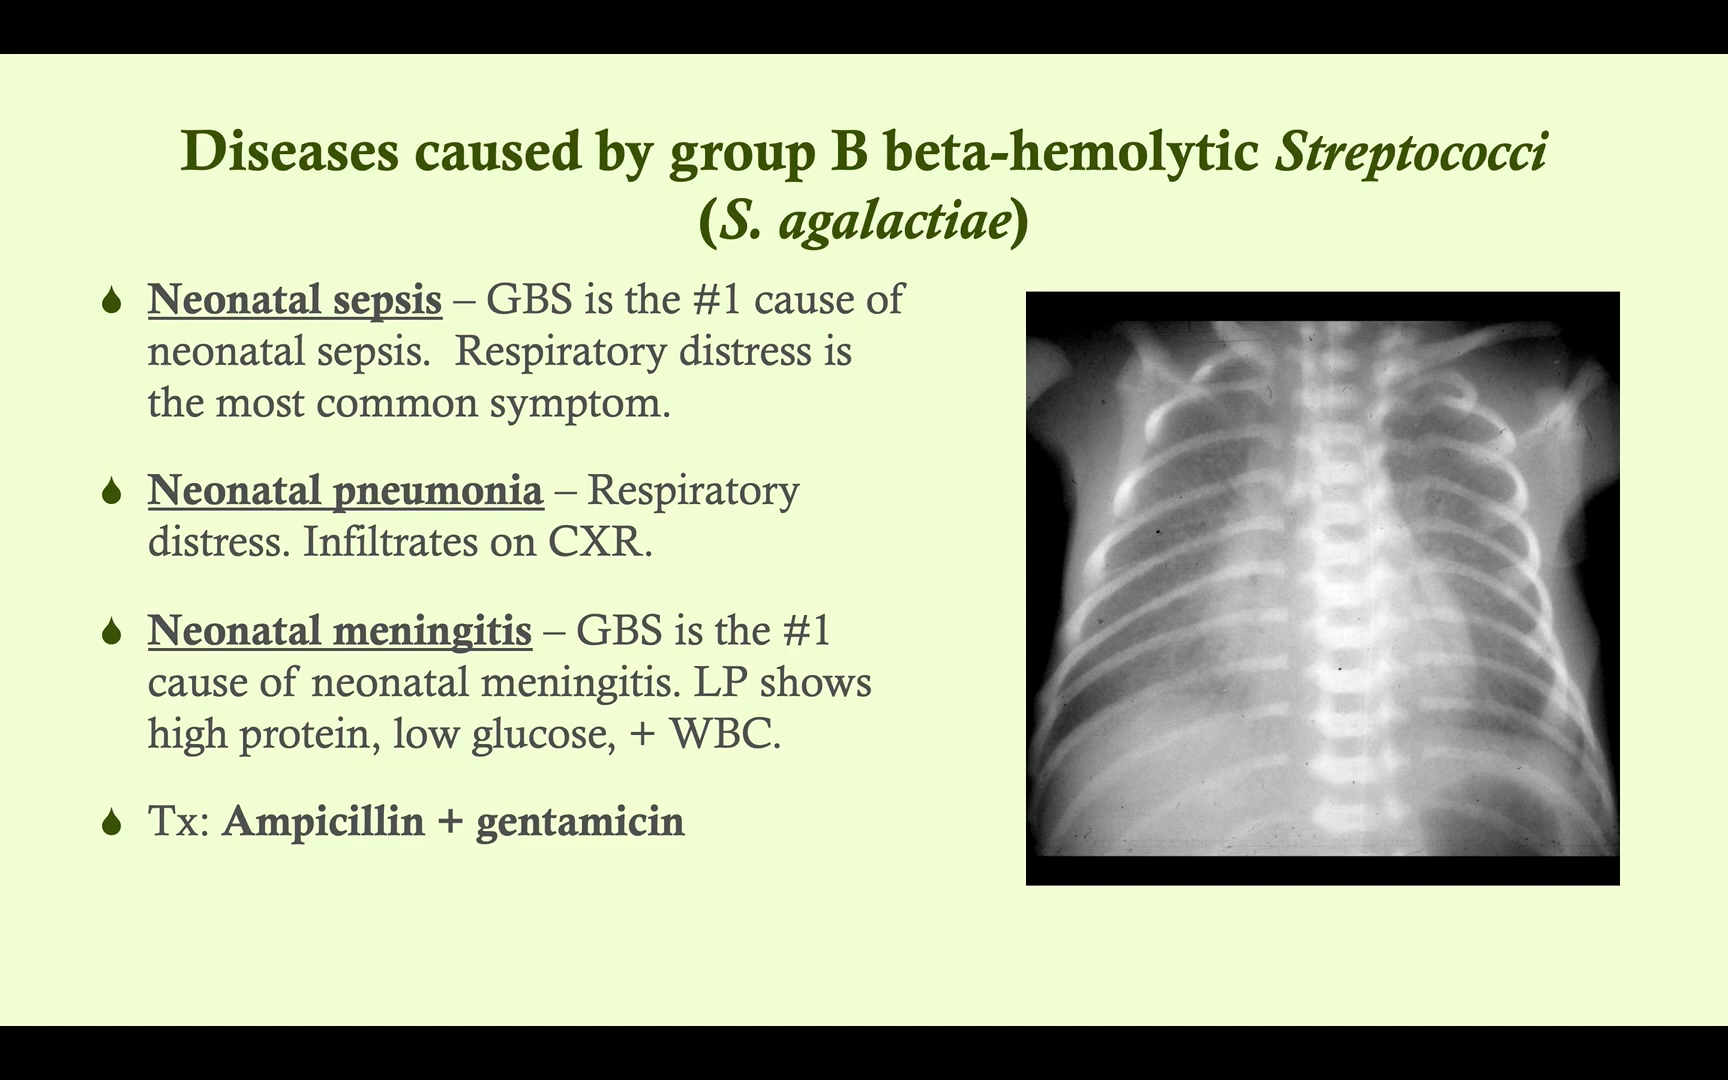 Diseases caused by group B beta-hemolytic Streptococci
(S. agalactiae)
Neonatal sepsis – GBS is the #1 cause of
neonatal sepsis.  Respiratory distress is
the most common symptom.
Neonatal pneumonia – Respiratory
distress. Infiltrates on CXR.
Neonatal meningitis – GBS is the #1
cause of neonatal meningitis. LP shows
high protein, low glucose, + WBC.
Tx: Ampicillin + gentamicin